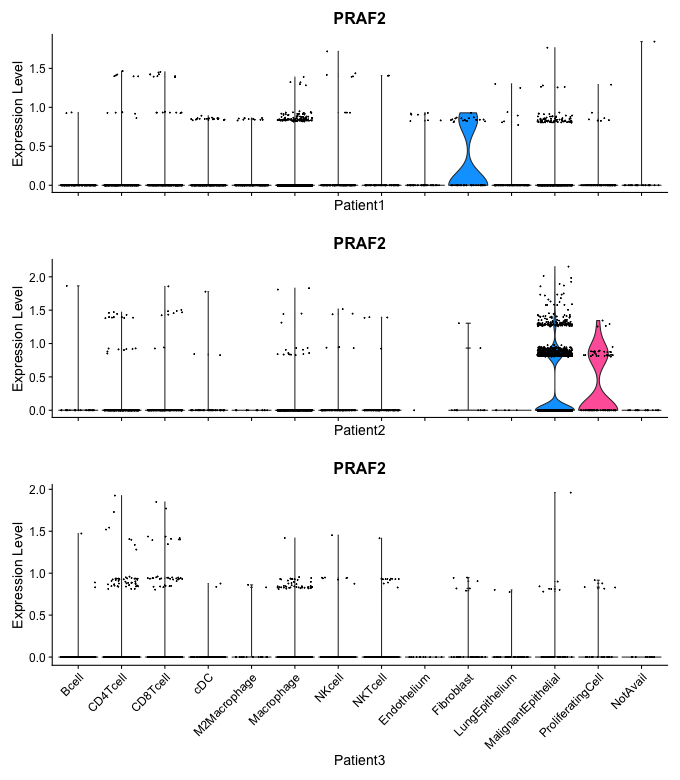 PRAF2
Expression Level
1.5
1.0
0.5
0.0
Patient1
PRAF2
Expression Level
2.0
1.5
1.0
0.5
0.0
Patient2
PRAF2
Expression Level
2.0
1.5
1.0
0.5
0.0
Bcell
CD4Tcell
CD8Tcell
cDC
M2Macrophage
Macrophage
NKcell
NKTcell
Endothelium
Fibroblast
LungEpithelium
MalignantEpithelial
ProliferatingCell
NotAvail
Patient3